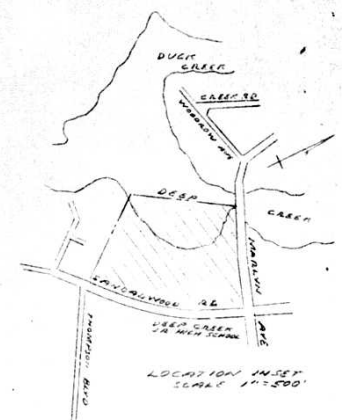 DUCK
CREEK
CREEK RD
WOODROW AVE
DEEP
CREEK
MARLYN
AVE
SANDALWOOD RD
DEEP CREEK
JR HIGH SCHOOL
THOMPSON BLVD
LOCATION INSET
SCALE 1"=500'